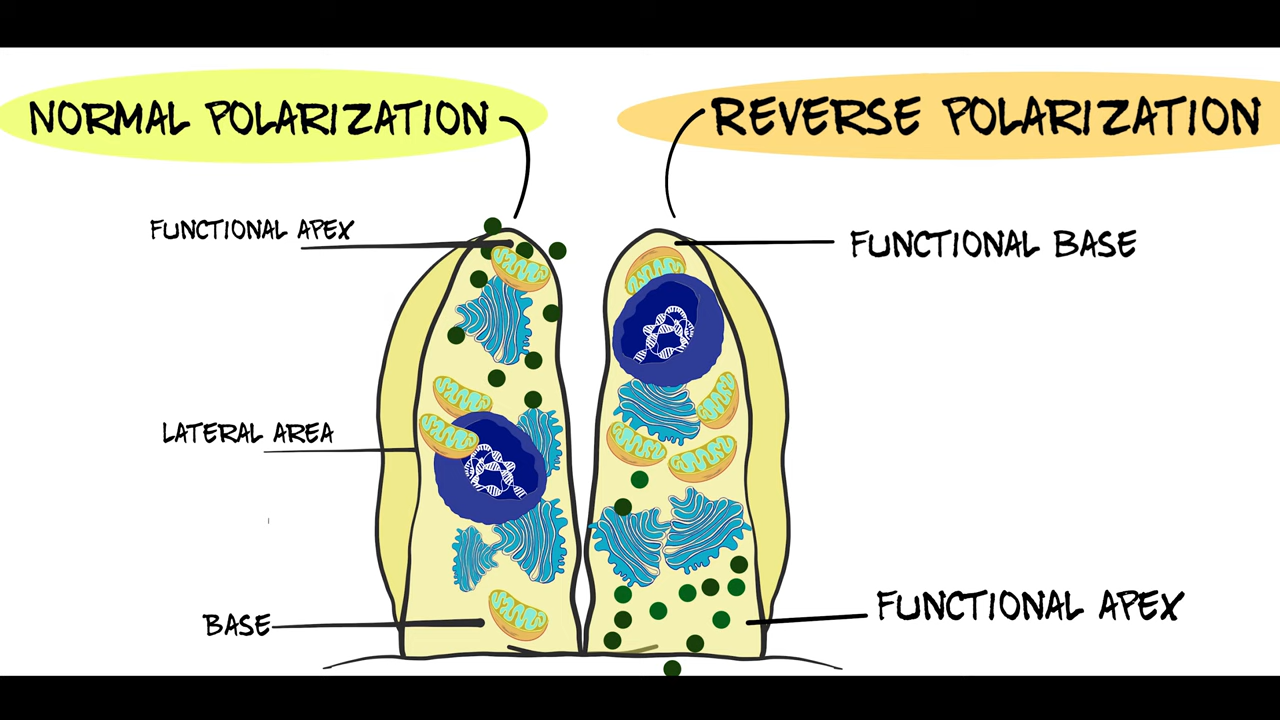 NORMAL POLARIZATION
REVERSE POLARIZATION
FUNCTIONAL APEX
FUNCTIONAL BASE
LATERAL AREA
BASE
FUNCTIONAL APEX